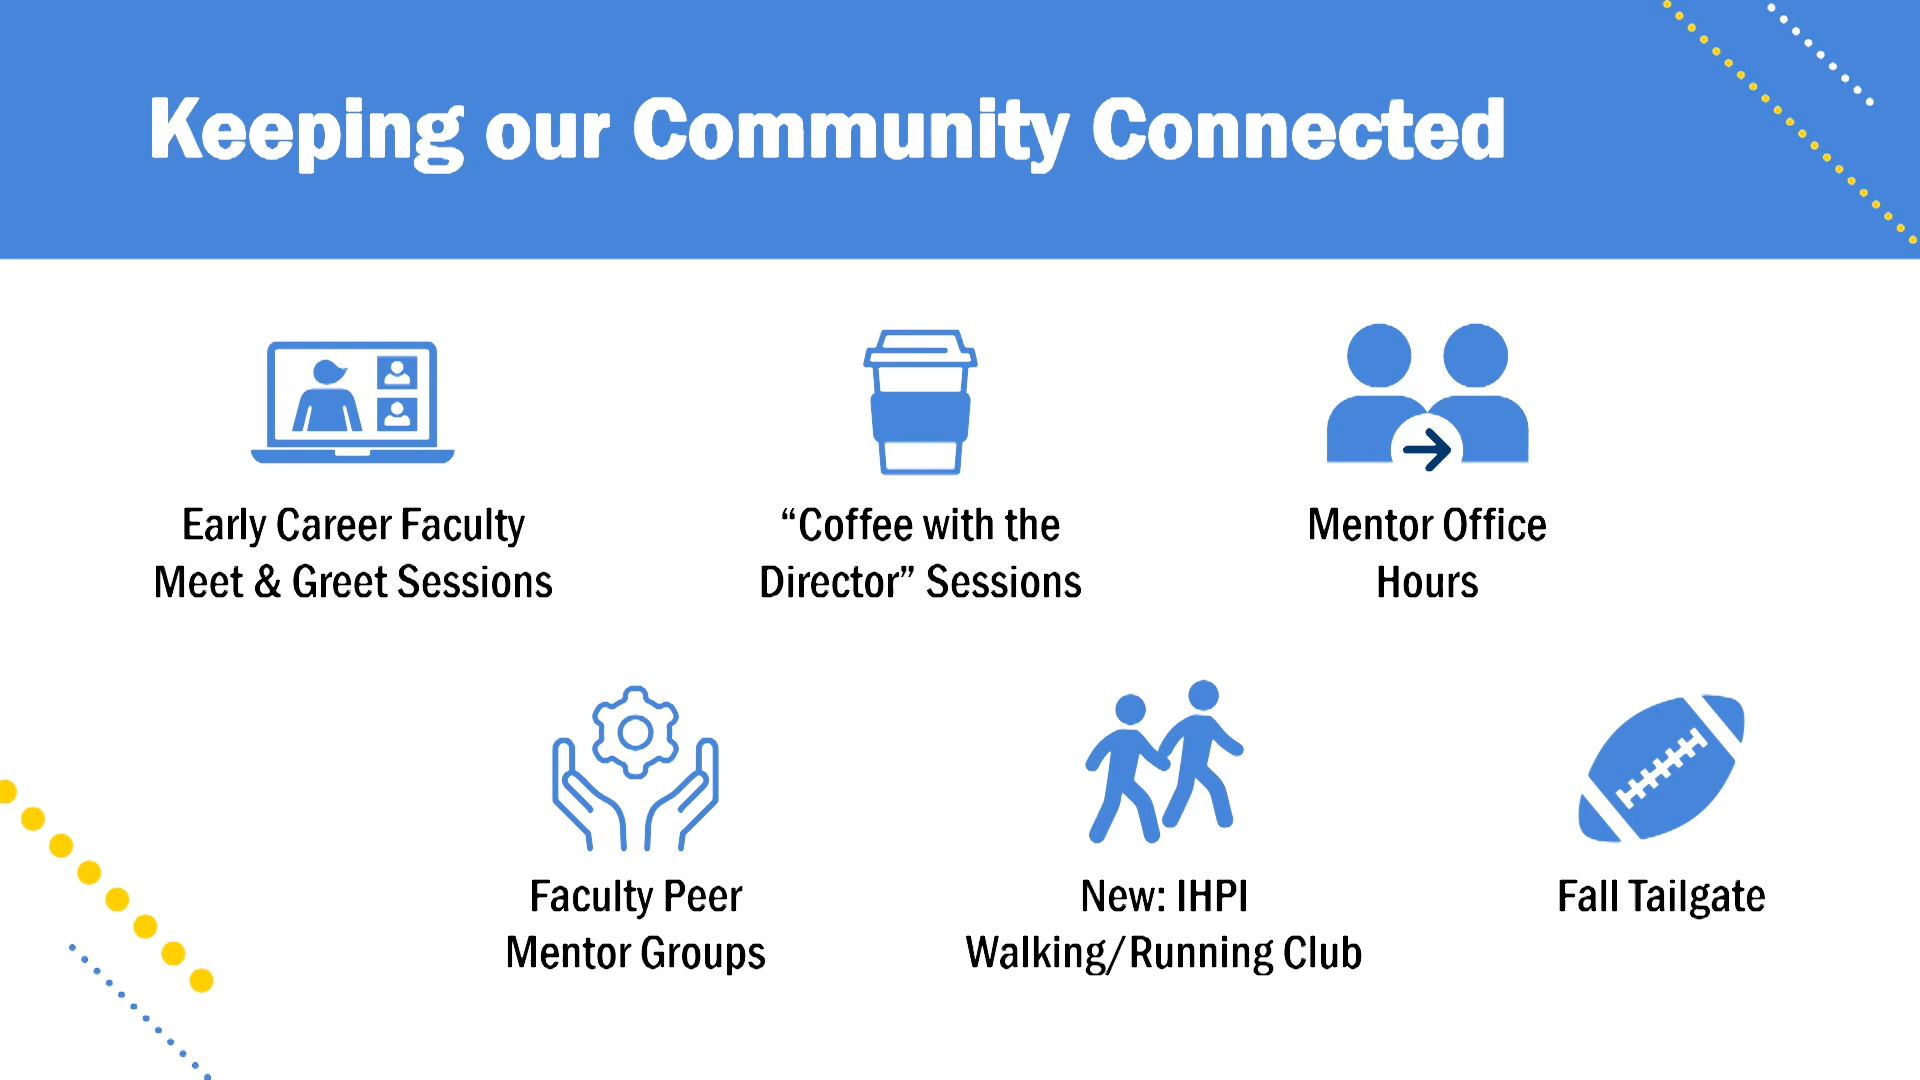 Keeping our Community Connected
Early Career Faculty
Meet & Greet Sessions
“Coffee with the
Director” Sessions
Mentor Office
Hours
Faculty Peer
Mentor Groups
New: IHPI
Walking/Running Club
Fall Tailgate